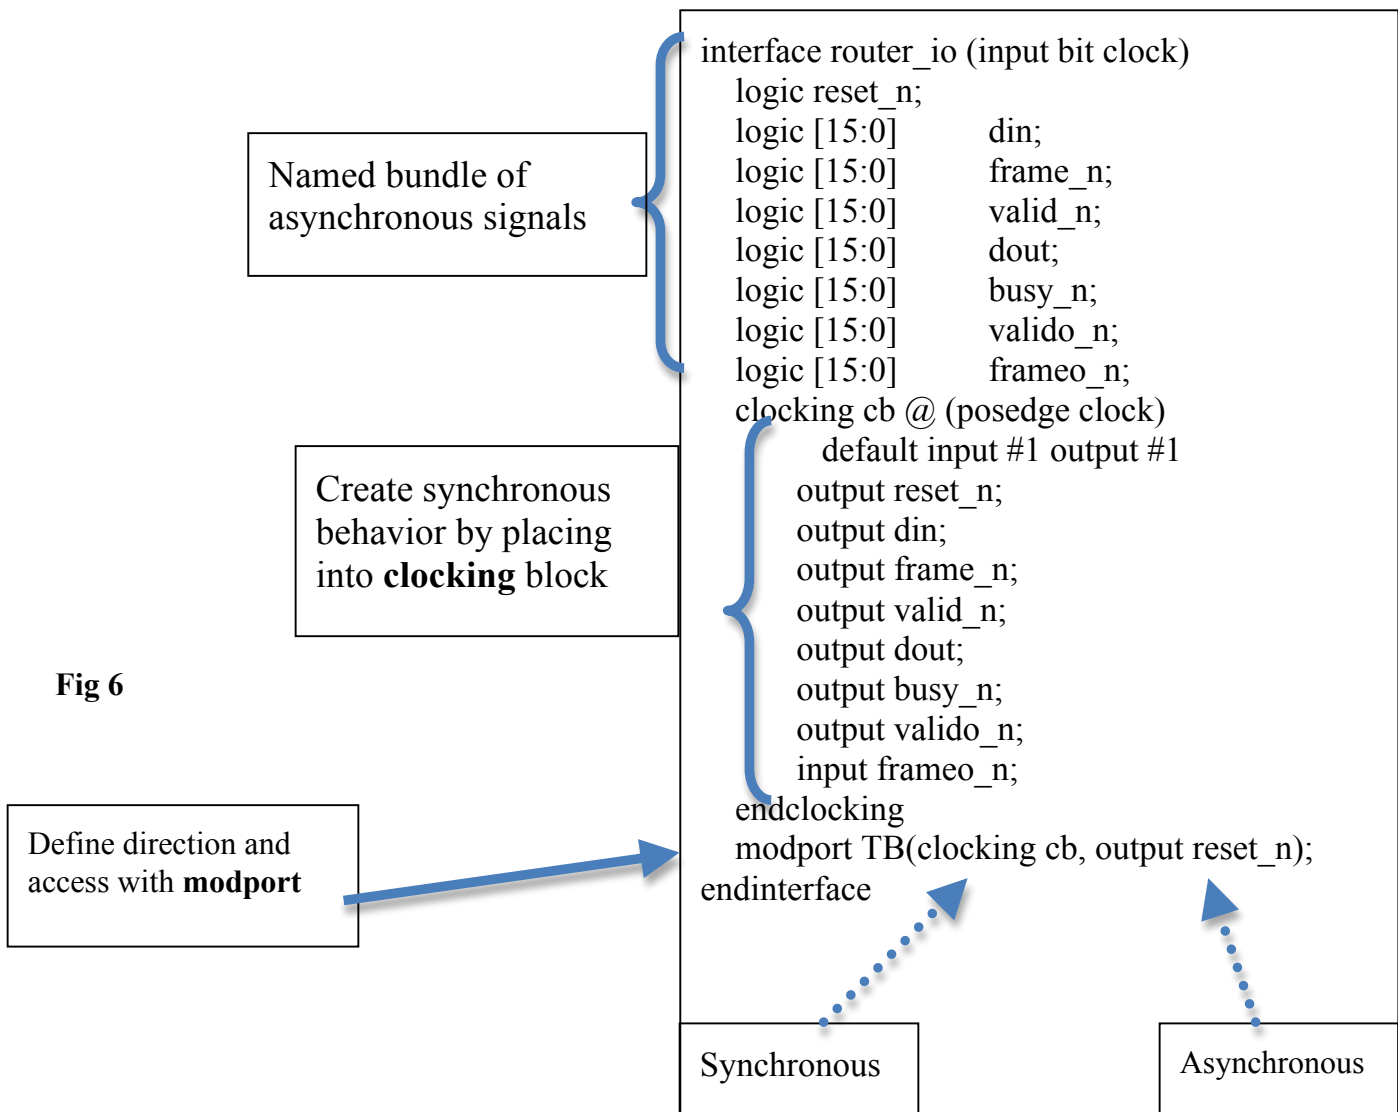 interface router_io (input bit clock)
logic reset_n;
logic [15:0] din;
logic [15:0] frame_n;
logic [15:0] valid_n;
logic [15:0] dout;
logic [15:0] busy_n;
logic [15:0] valido_n;
logic [15:0] frameo_n;
clocking cb @ (posedge clock)
default input #1 output #1
output reset_n;
output din;
output frame_n;
output valid_n;
output dout;
output busy_n;
output valido_n;
input frameo_n;
endclocking
modport TB(clocking cb, output reset_n);
endinterface
Named bundle of
asynchronous signals
Create synchronous
behavior by placing
into clocking block
Fig 6
Define direction and
access with modport
Synchronous
Asynchronous